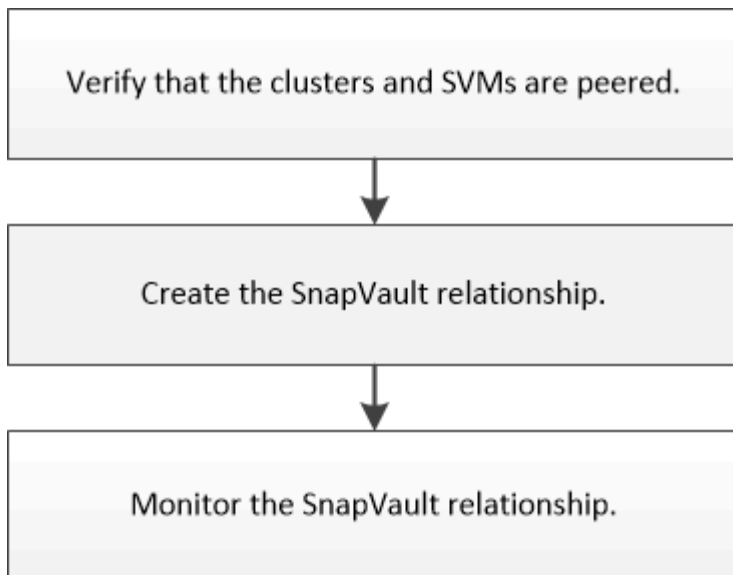 Verify that the clusters and SVMs are peered.
Create the SnapVault relationship.
Monitor the SnapVault relationship.